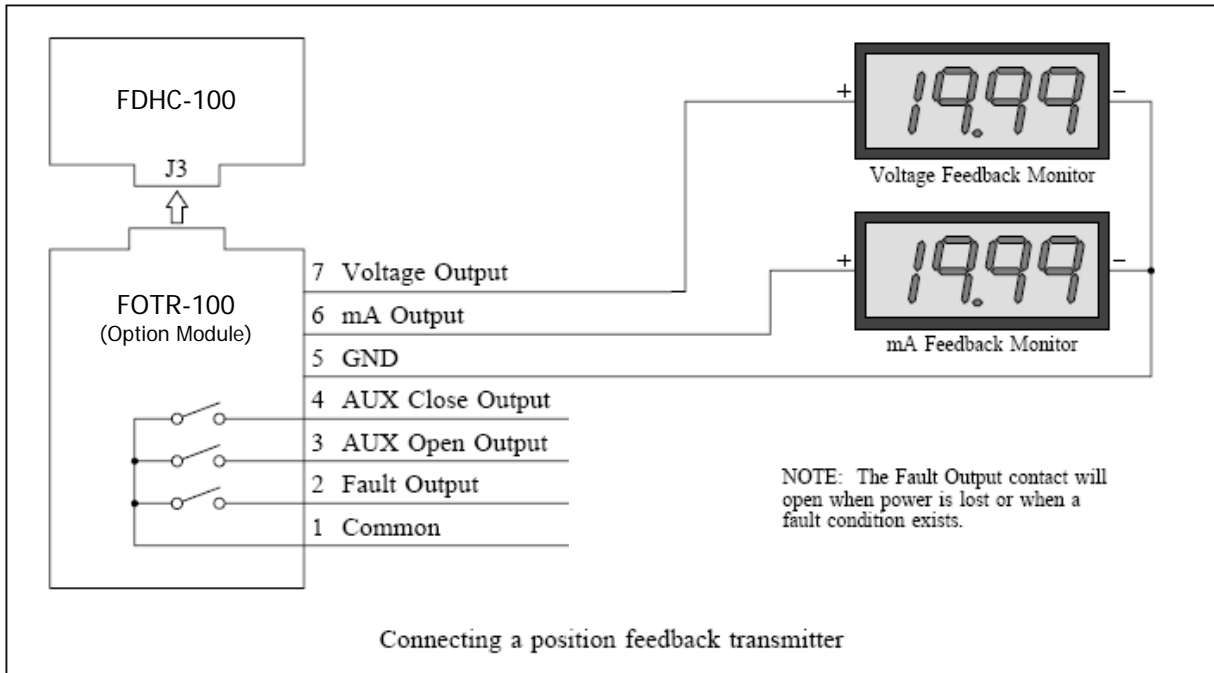 FDHC-100
J3
FOTR-100
(Option Module)
7 Voltage Output
6 mA Output
5 GND
4 AUX Close Output
3 AUX Open Output
2 Fault Output
1 Common
+
19.99
−
Voltage Feedback Monitor
+
19.99
−
mA Feedback Monitor
NOTE: The Fault Output contact will
open when power is lost or when a
fault condition exists.
Connecting a position feedback transmitter